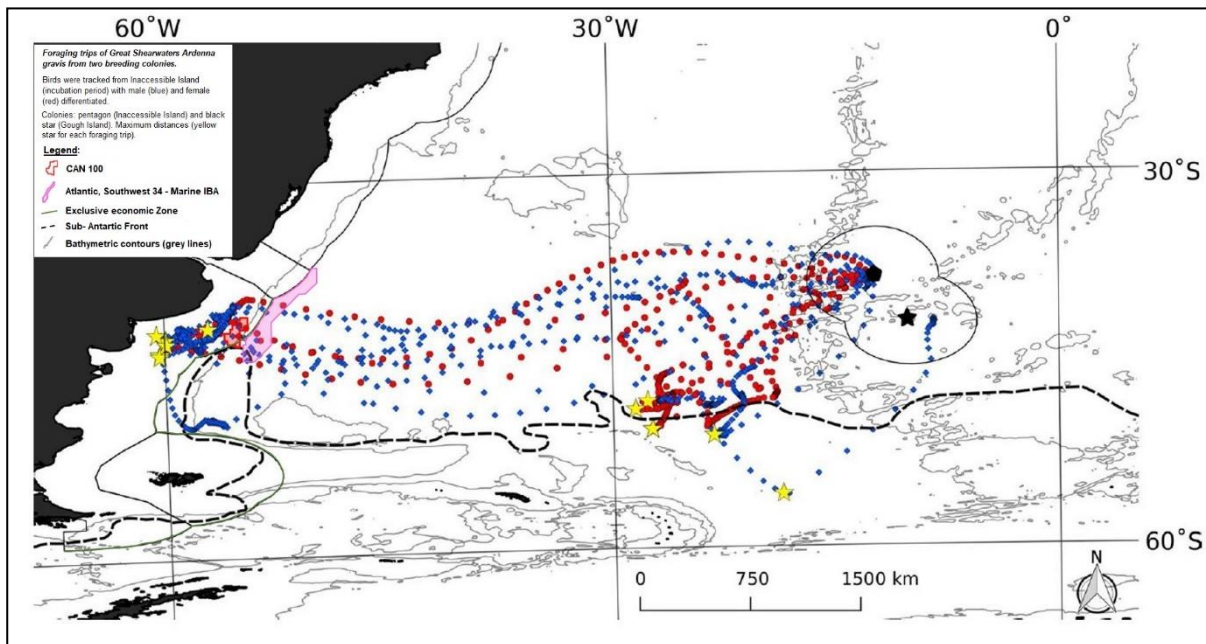 60˚W
30˚W
0˚
Foraging trips of Great Shearwaters Ardenna
gravis from two breeding colonies.
Birds were tracked from Inaccessible Island
(incubation period) with male (blue) and female
(red) differentiated.
Colonies: pentagon (Inaccessible Island) and black
star (Gough Island). Maximum distances (yellow
star for each foraging trip).
Legend:
CAN 100
Atlantic, Southwest 34 - Marine IBA
Exclusive economic Zone
Sub- Antartic Front
Bathymetric contours (grey lines)
30˚S
60˚S
0 750 1500 km
N